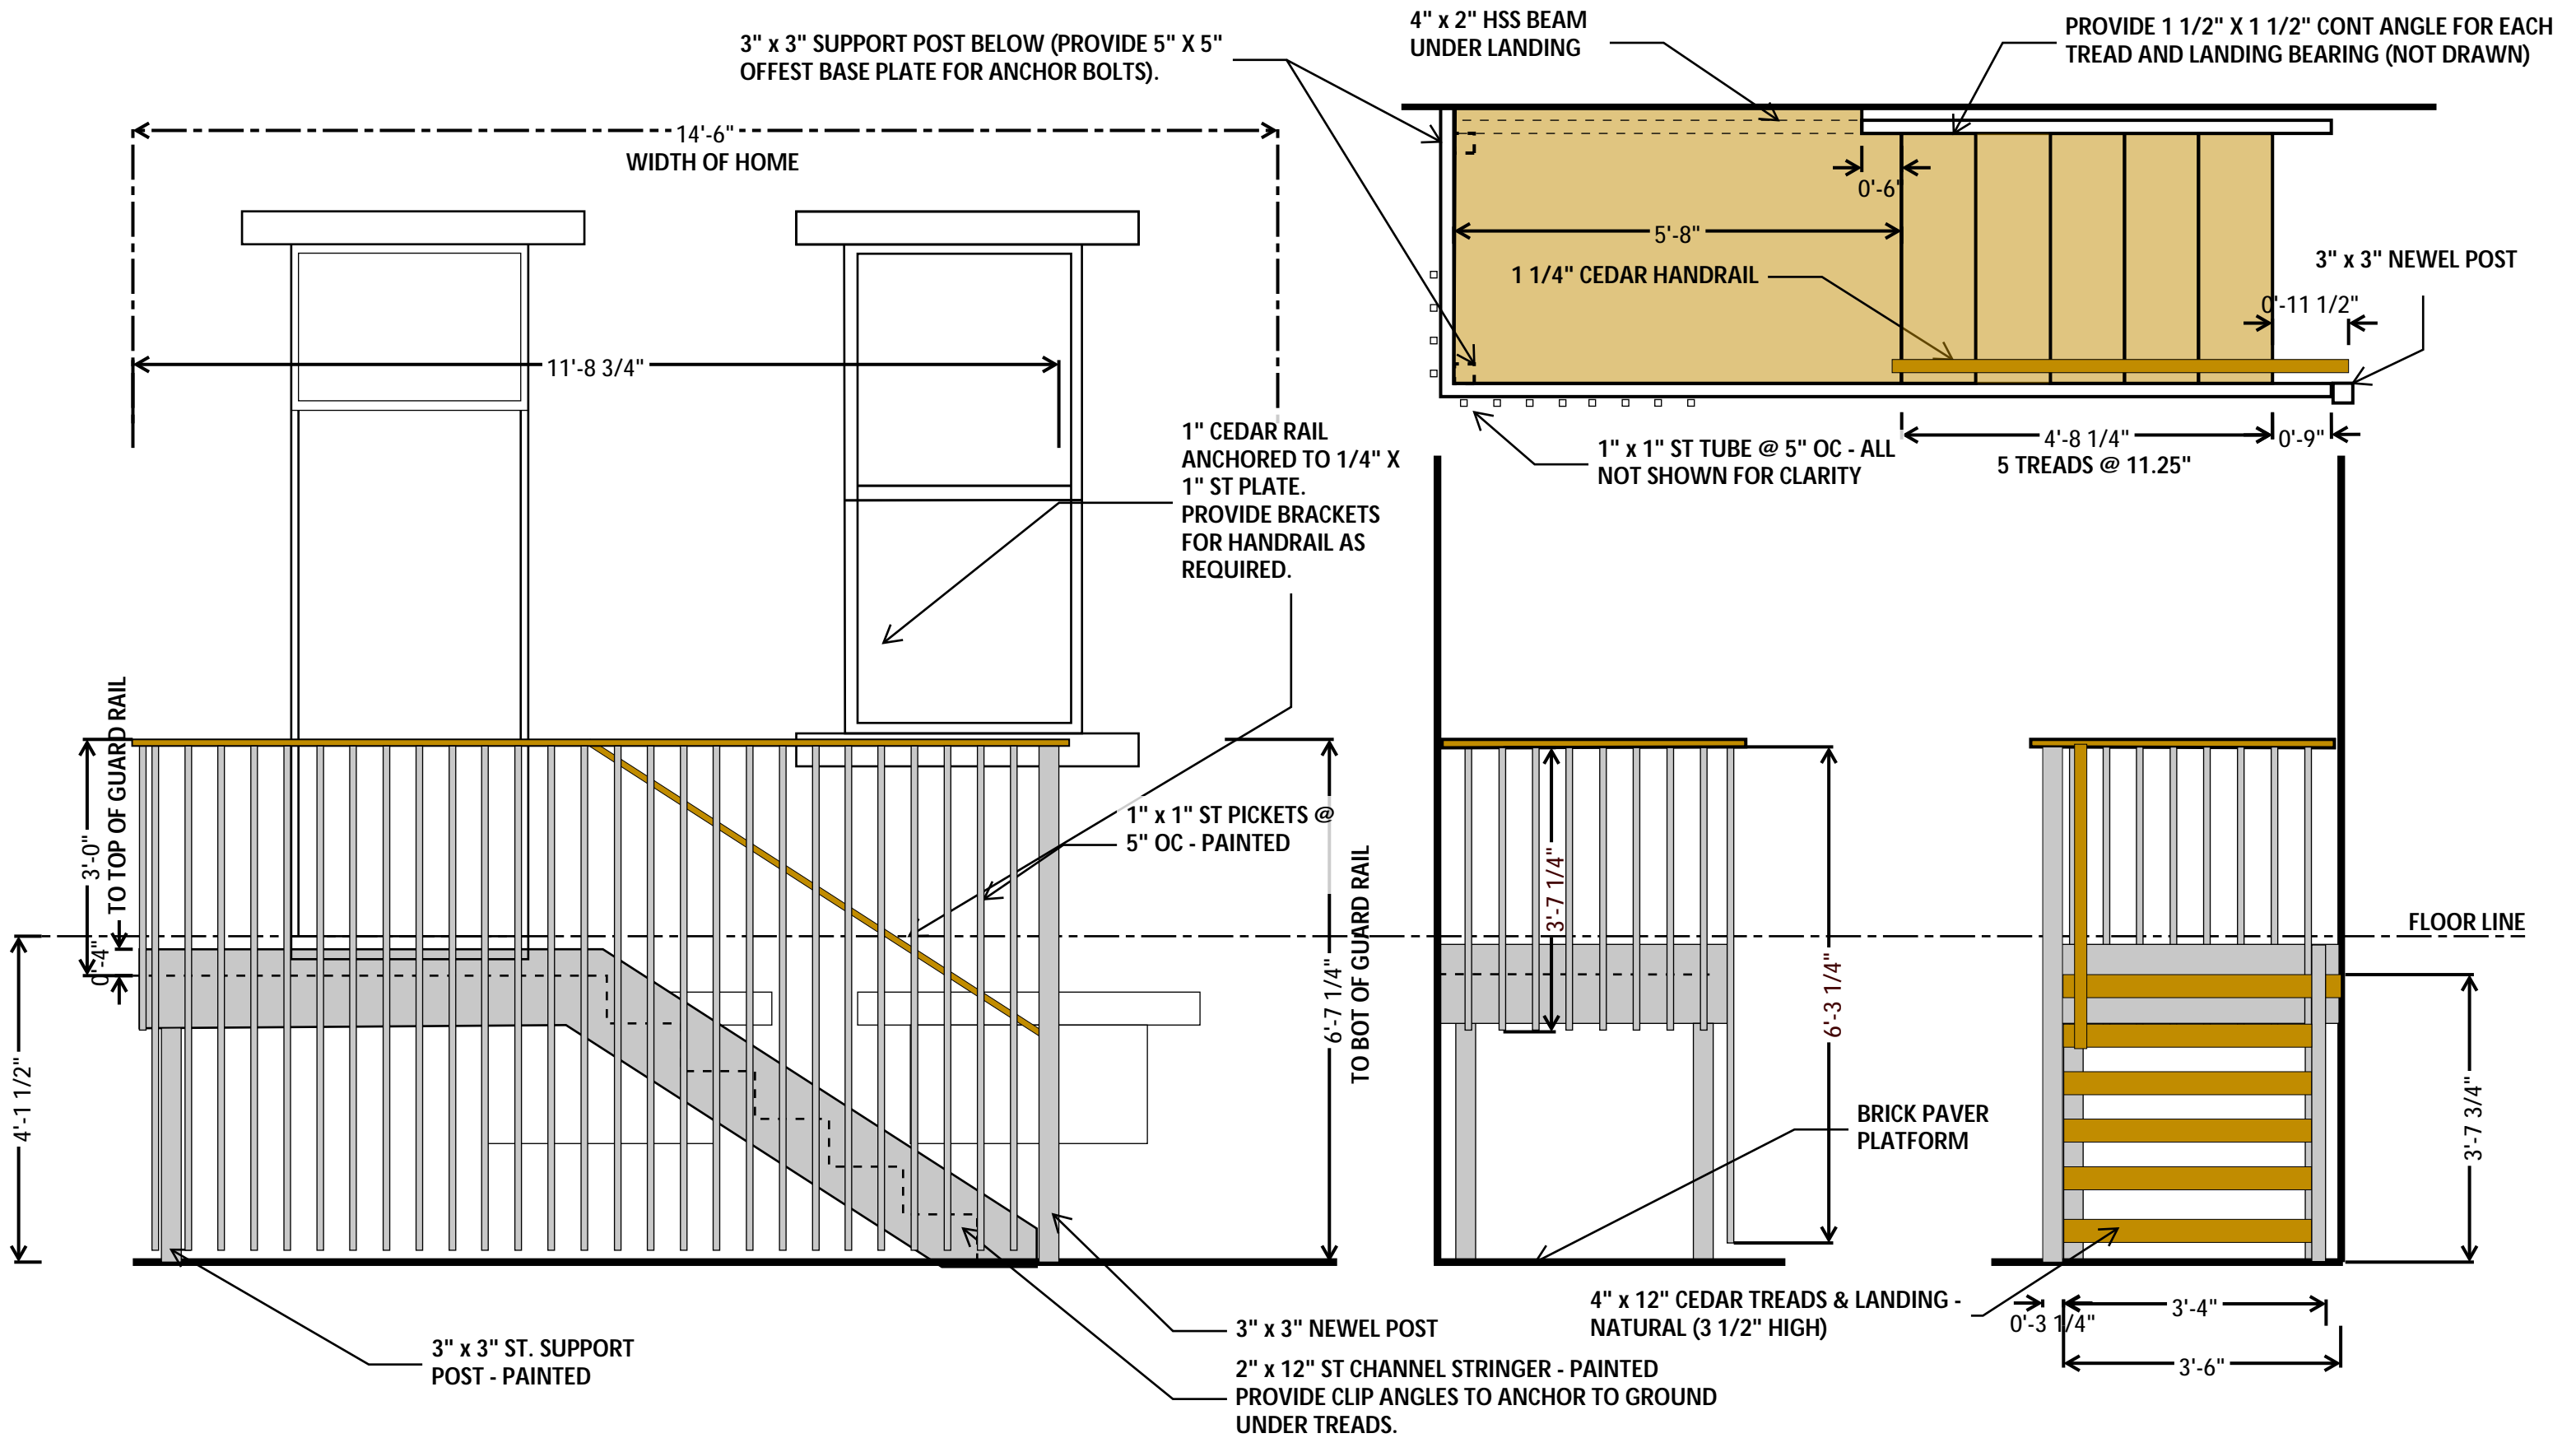 4" x 2" HSS BEAM
UNDER LANDING
PROVIDE 1 1/2" X 1 1/2" CONT ANGLE FOR EACH
TREAD AND LANDING BEARING (NOT DRAWN)
3" x 3" SUPPORT POST BELOW (PROVIDE 5" X 5"
OFFEST BASE PLATE FOR ANCHOR BOLTS).
14'-6"
WIDTH OF HOME
0'-6"
5'-8"
1 1/4" CEDAR HANDRAIL
3" x 3" NEWEL POST
0'-11 1/2"
11'-8 3/4"
1" CEDAR RAIL
ANCHORED TO 1/4" X
1" ST PLATE.
PROVIDE BRACKETS
FOR HANDRAIL AS
REQUIRED.
1" x 1" ST TUBE @ 5" OC - ALL
NOT SHOWN FOR CLARITY
4'-8 1/4"
0'-9"
5 TREADS @ 11.25"
3'-0"
TO TOP OF GUARD RAIL
0'-4"
4'-1 1/2"
1" x 1" ST PICKETS @
5" OC - PAINTED
6'-7 1/4"
TO BOT OF GUARD RAIL
3'-7 1/4"
6'-3 1/4"
FLOOR LINE
BRICK PAVER
PLATFORM
3'-7 3/4"
4" x 12" CEDAR TREADS & LANDING -
NATURAL (3 1/2" HIGH)
3'-4"
0'-3 1/4"
3'-6"
3" x 3" ST. SUPPORT
POST - PAINTED
3" x 3" NEWEL POST
2" x 12" ST CHANNEL STRINGER - PAINTED
PROVIDE CLIP ANGLES TO ANCHOR TO GROUND
UNDER TREADS.